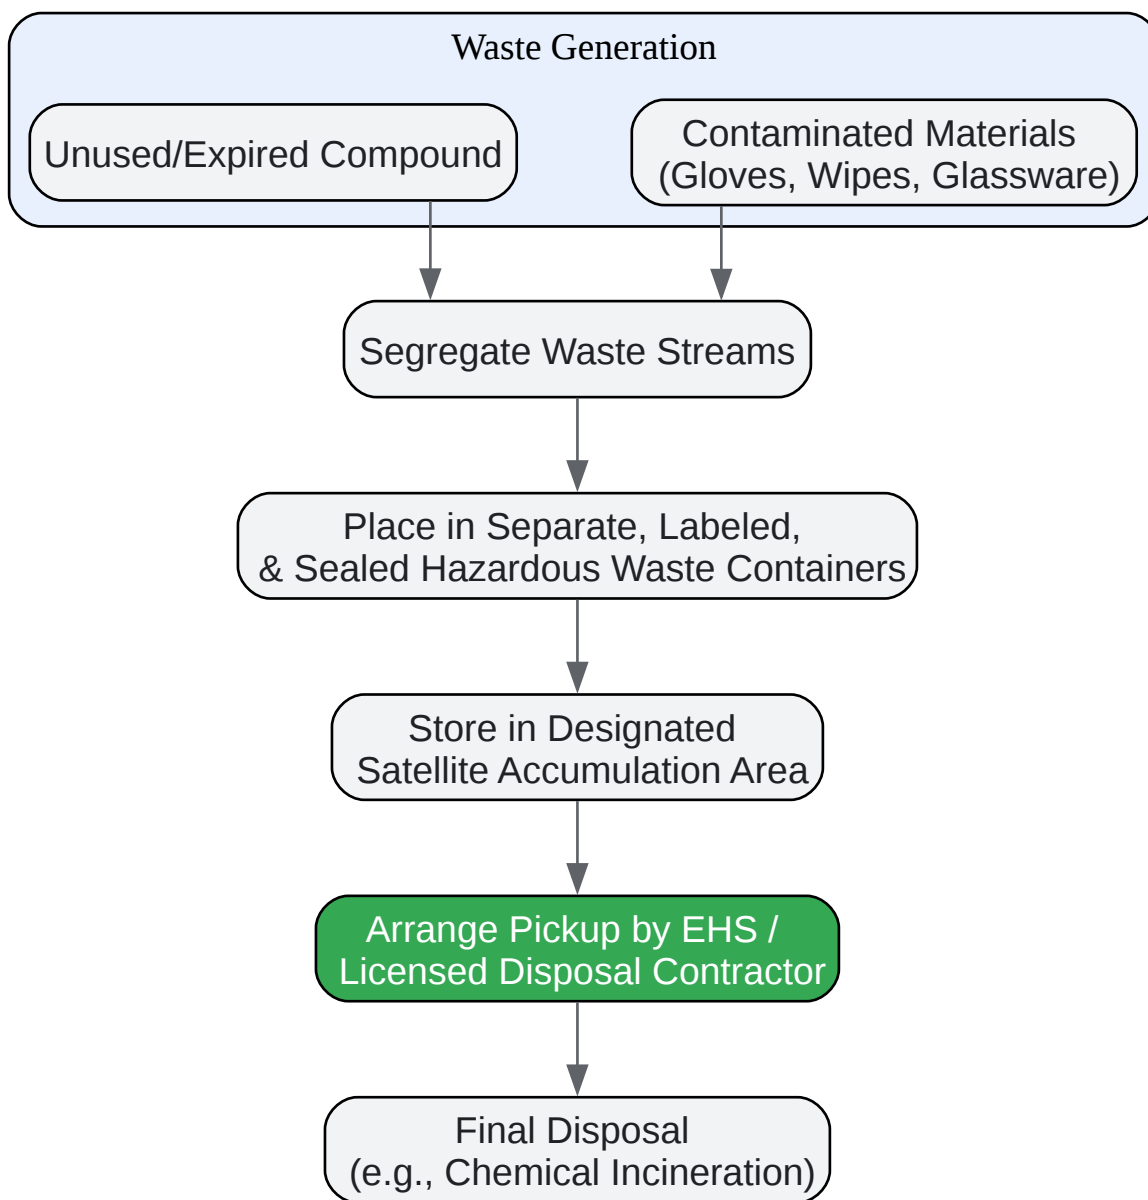 Waste Generation
Unused/Expired Compound
Contaminated Materials
(Gloves, Wipes, Glassware)
Segregate Waste Streams
Place in Separate, Labeled,
& Sealed Hazardous Waste Containers
Store in Designated
Satellite Accumulation Area
Arrange Pickup by EHS /
Licensed Disposal Contractor
Final Disposal
(e.g., Chemical Incineration)